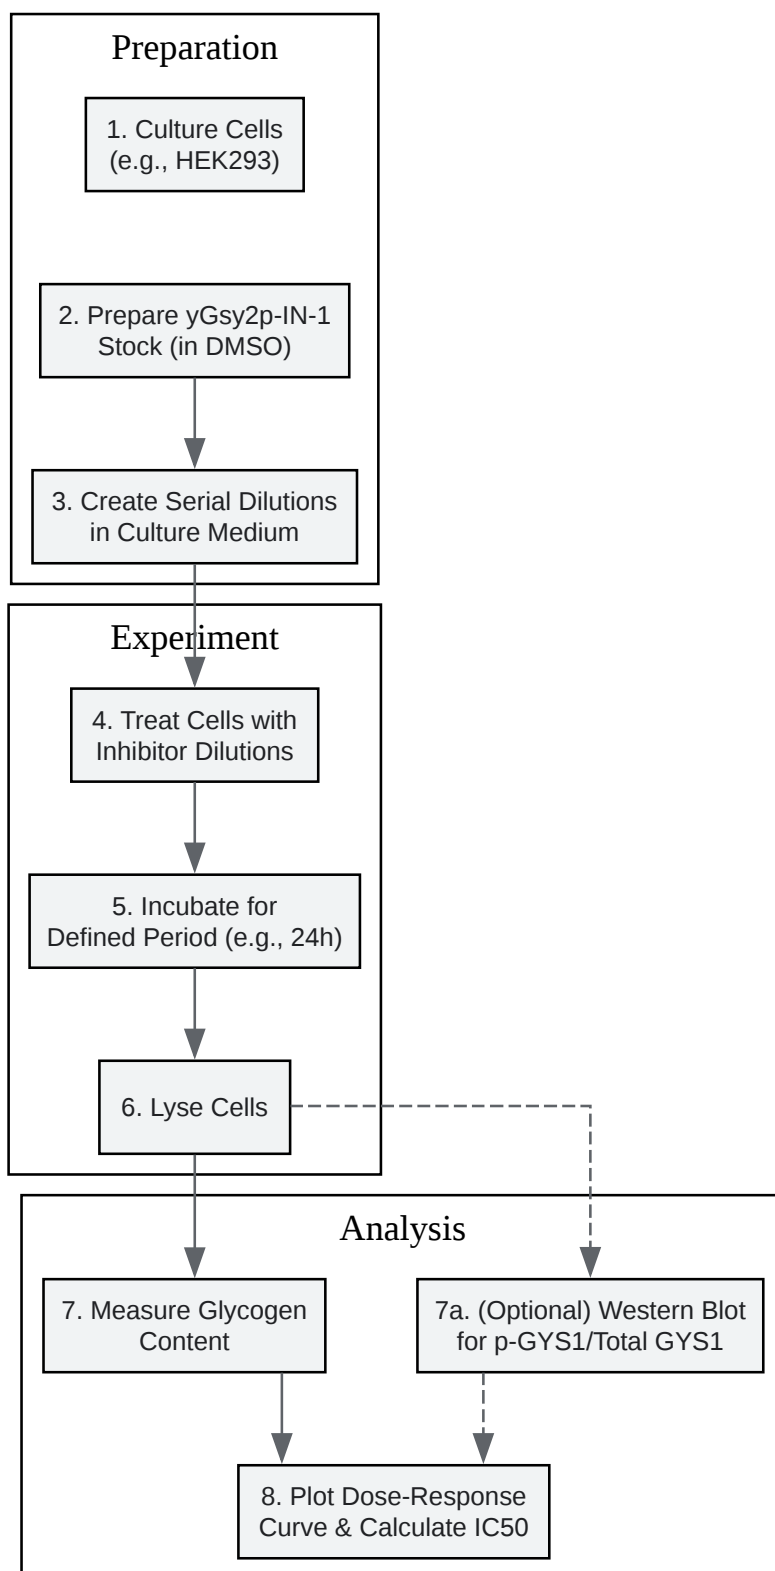 Preparation
1. Culture Cells
(e.g., HEK293)
2. Prepare yGsy2p-IN-1
Stock (in DMSO)
3. Create Serial Dilutions
in Culture Medium
Experiment
4. Treat Cells with
Inhibitor Dilutions
5. Incubate for
Defined Period (e.g., 24h)
6. Lyse Cells
Analysis
7. Measure Glycogen
Content
7a. (Optional) Western Blot
for p-GYS1/Total GYS1
8. Plot Dose-Response
Curve & Calculate IC50